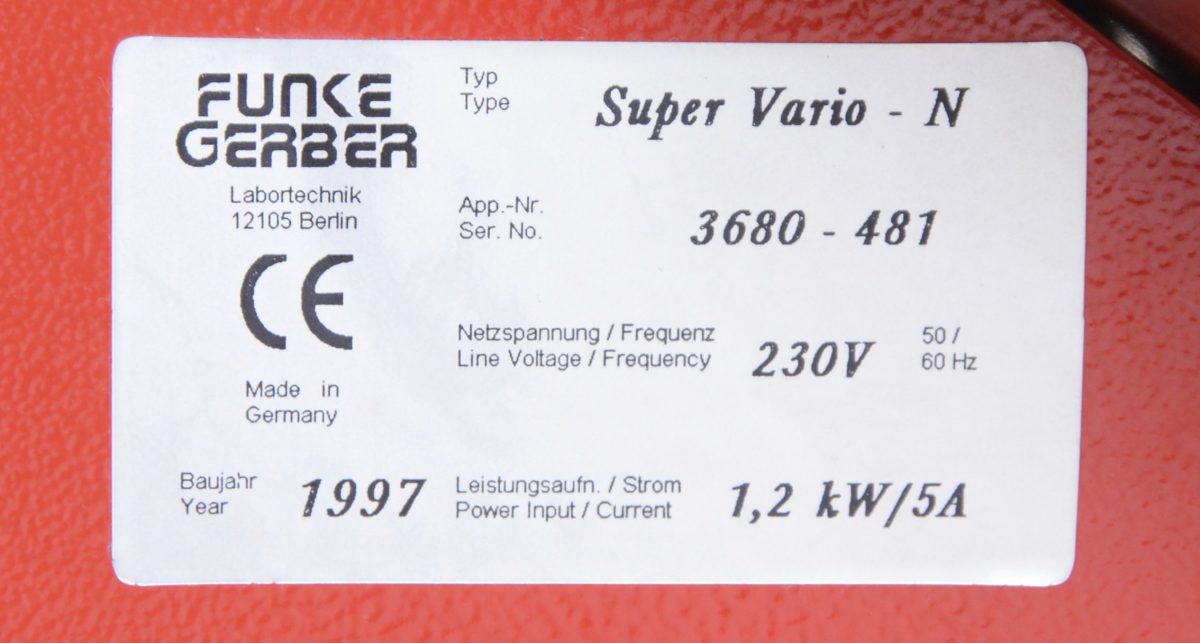 FUNKE
GERBER
Labortechnik
12105 Berlin
CE
Made in
Germany
Baujahr
Year
1997
Typ
Type
Super Vario - N
App.-Nr.
Ser. No.
3680 - 481
Netzspannung / Frequenz
Line Voltage / Frequency
230V
50 /
60 Hz
Leistungsaufn. / Strom
Power Input / Current
1,2 kW/5A